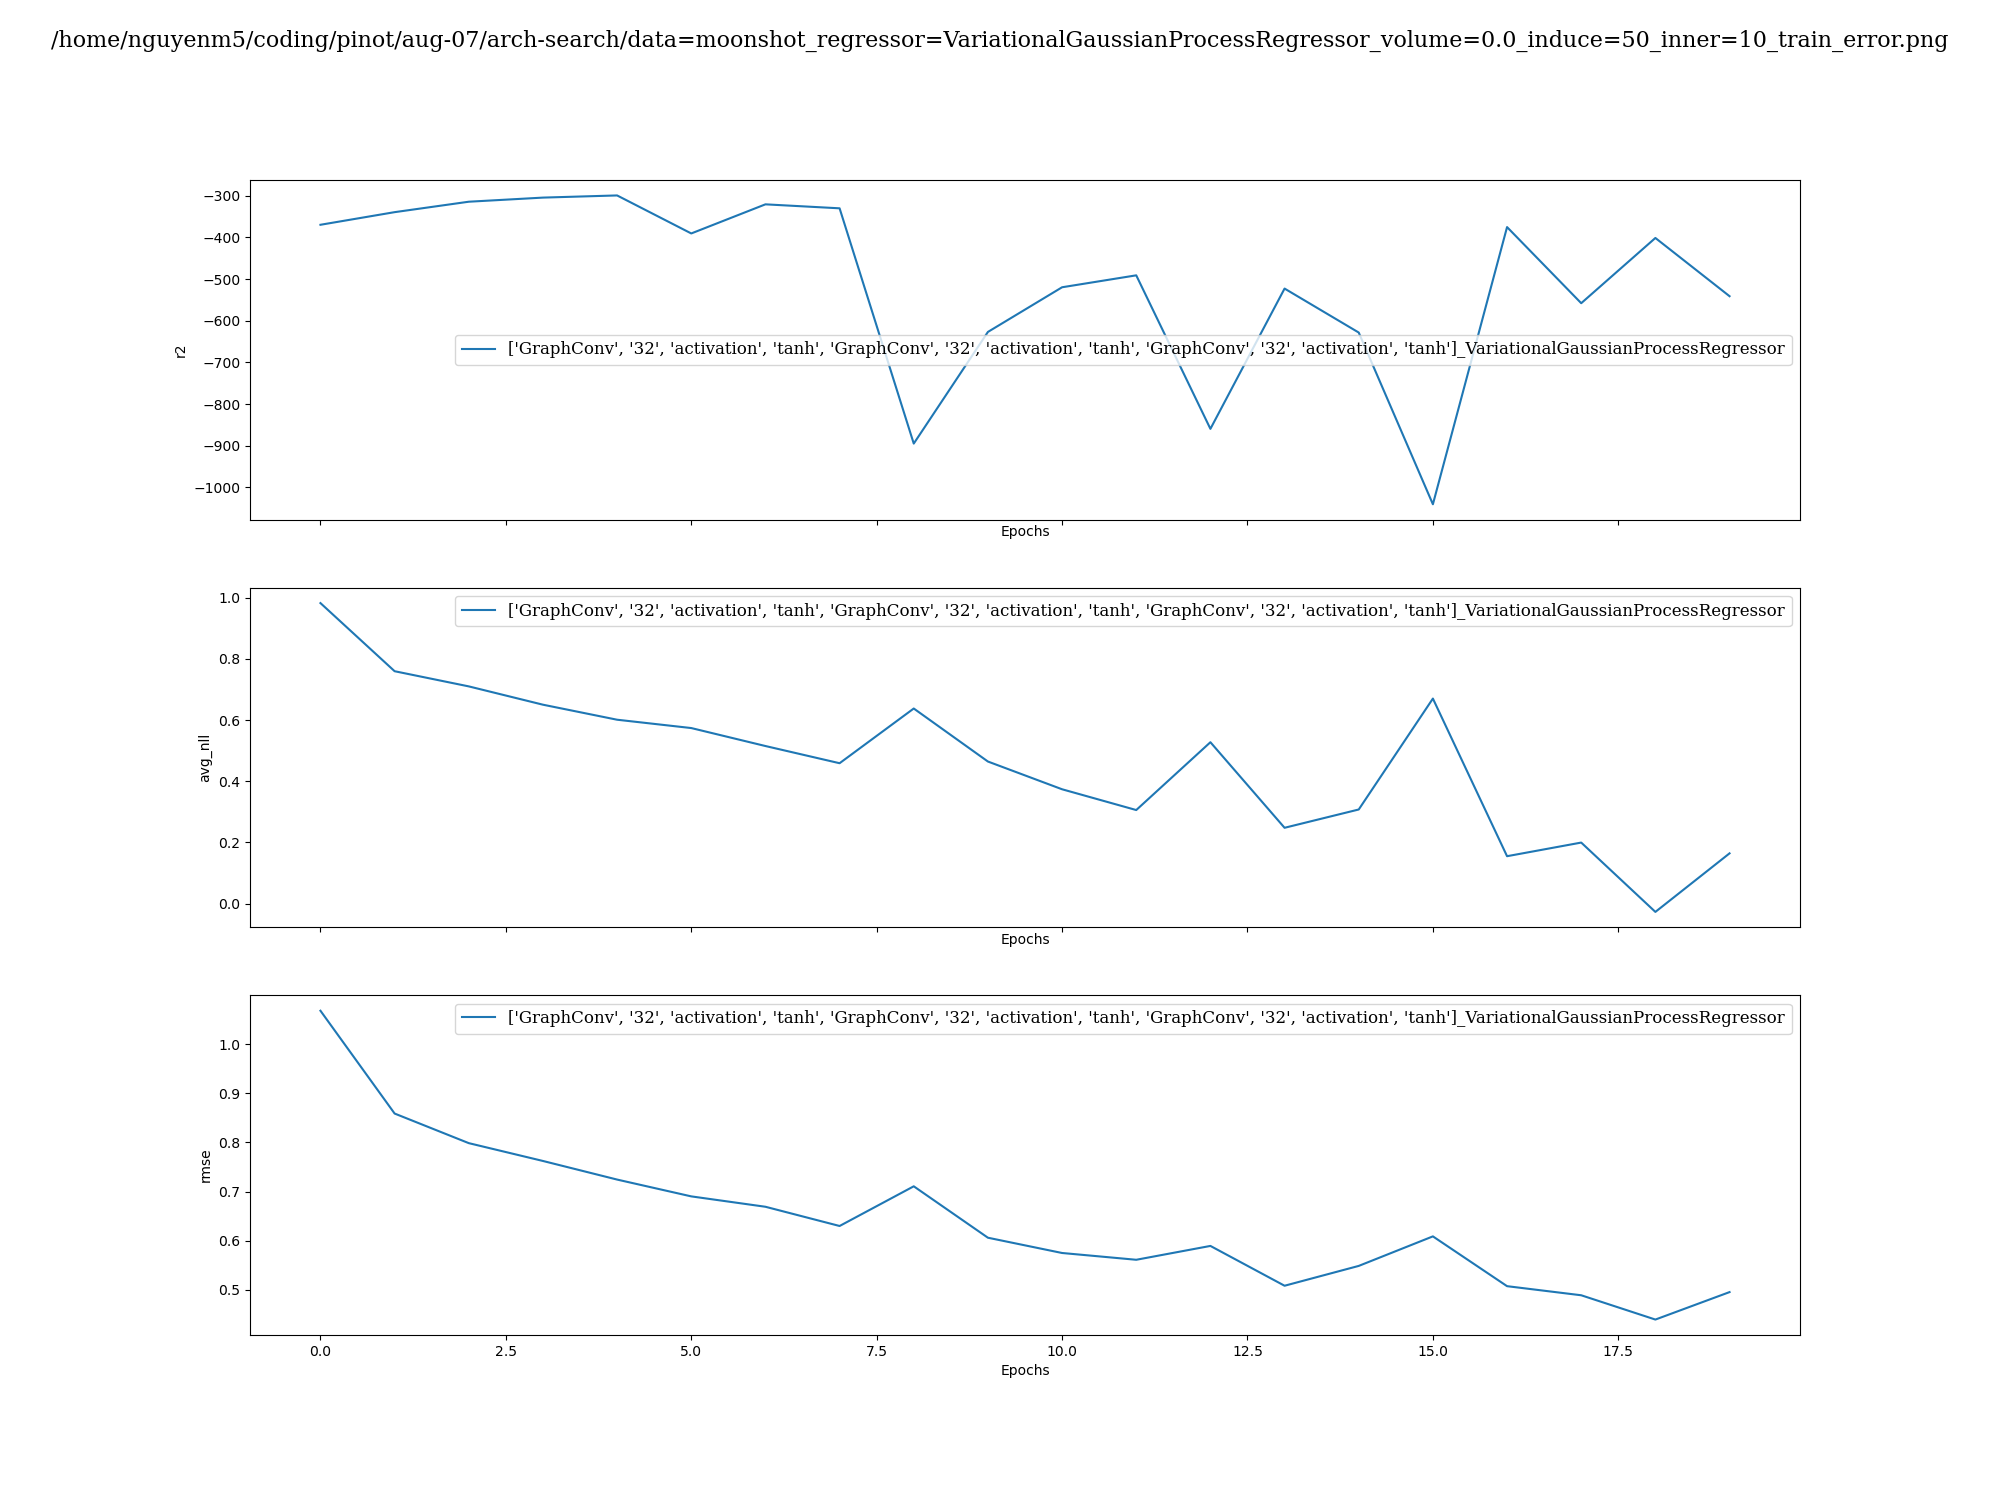 /home/nguyenm5/coding/pinot/aug-07/arch-search/data=moonshot_regressor=VariationalGaussianProcessRegressor_volume=0.0_induce=50_inner=10_train_error.png
−300
−400
−500
−600
−700
−800
−900
−1000
r2
['GraphConv', '32', 'activation', 'tanh', 'GraphConv', '32', 'activation', 'tanh', 'GraphConv', '32', 'activation', 'tanh']_VariationalGaussianProcessRegressor
Epochs
1.0
0.8
0.6
0.4
0.2
0.0
avg_nll
['GraphConv', '32', 'activation', 'tanh', 'GraphConv', '32', 'activation', 'tanh', 'GraphConv', '32', 'activation', 'tanh']_VariationalGaussianProcessRegressor
Epochs
1.0
0.9
0.8
0.7
0.6
0.5
rmse
['GraphConv', '32', 'activation', 'tanh', 'GraphConv', '32', 'activation', 'tanh', 'GraphConv', '32', 'activation', 'tanh']_VariationalGaussianProcessRegressor
0.0 2.5 5.0 7.5 10.0 12.5 15.0 17.5
Epochs